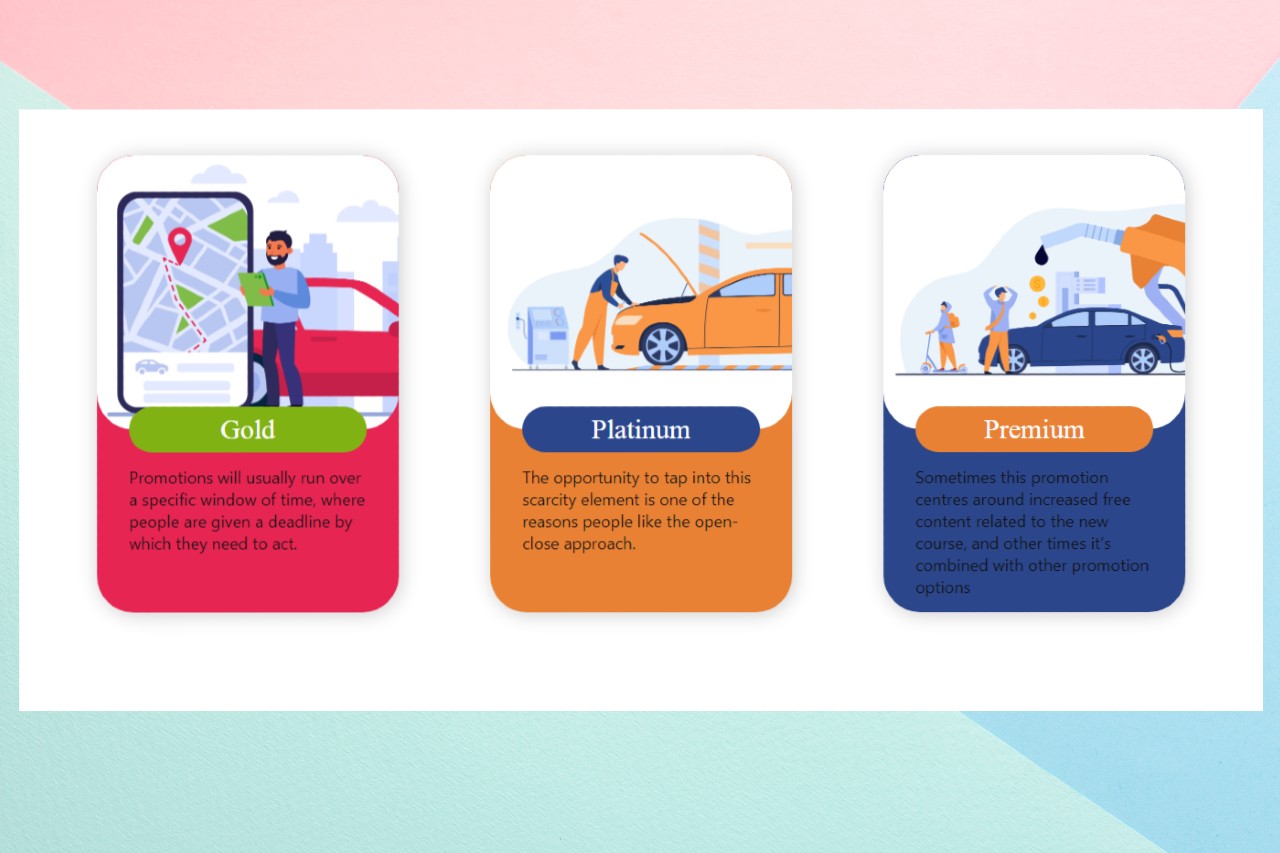 Gold
Promotions will usually run over
a specific window of time, where
people are given a deadline by
which they need to act.
Platinum
The opportunity to tap into this
scarcity element is one of the
reasons people like the open-
close approach.
Premium
Sometimes this promotion
centres around increased free
content related to the new
course, and other times it's
combined with other promotion
options